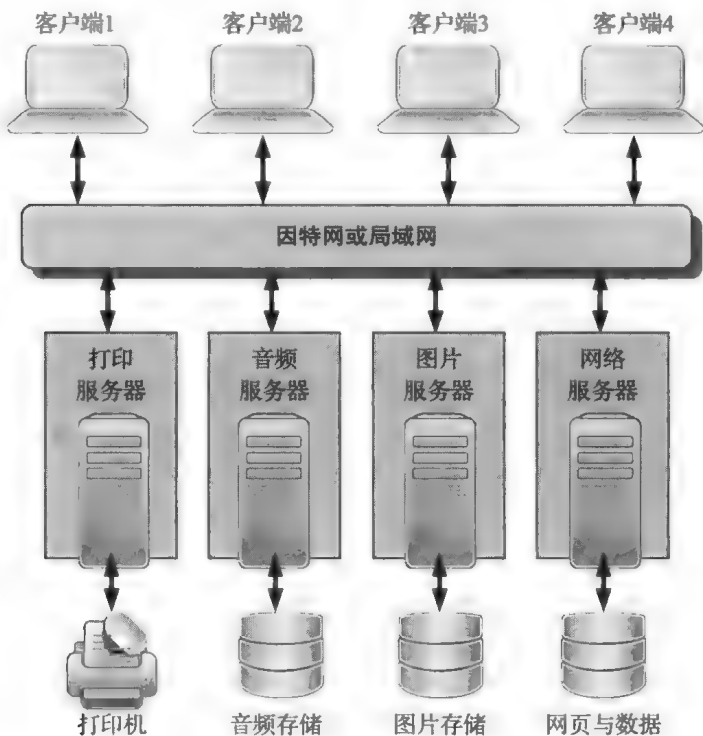 客户端1 客户端2 客户端3 客户端4
因特网或局域网
打印 音频 图片 网络
服务器 服务器 服务器 服务器
打印机 音频存储 图片存储 网页与数据